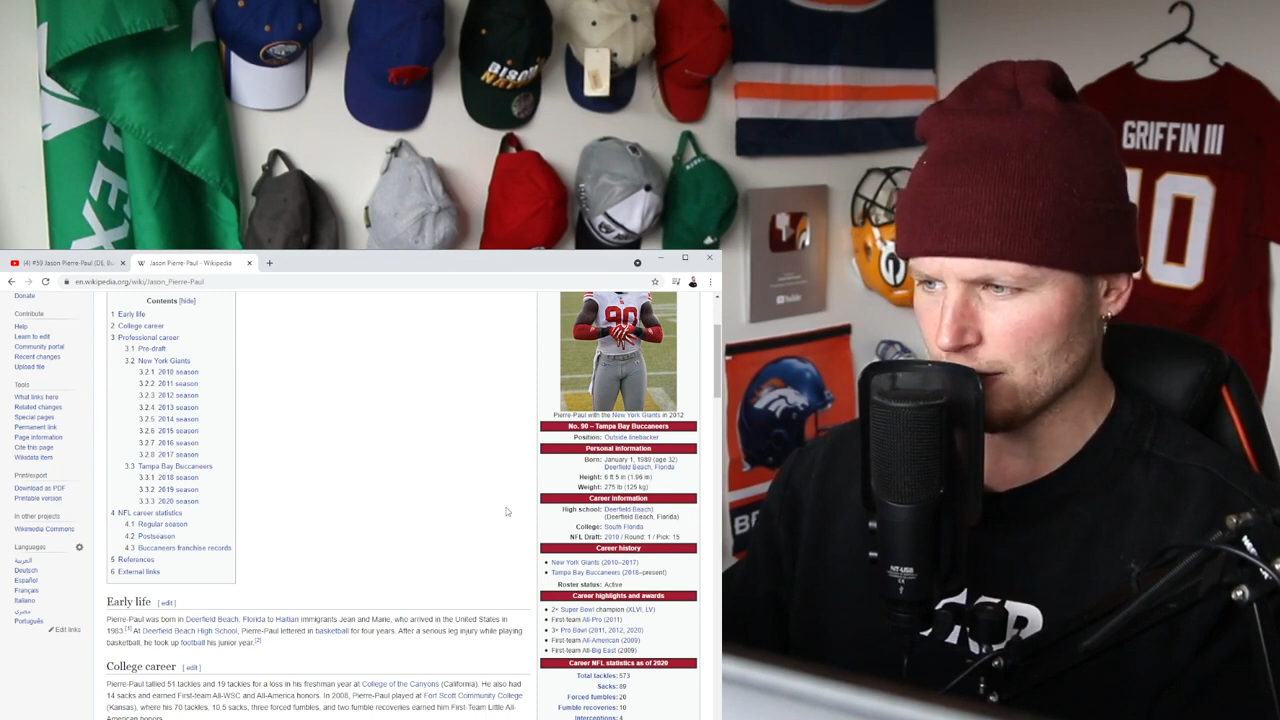 BISON
GRIFFIN III
10
(4) #59 Jason Pierre-Paul (DE, Bu
Jason Pierre-Paul - Wikipedia
en.wikipedia.org/wiki/Jason_Pierre-Paul
Donate
Contribute
Help
Learn to edit
Community portal
Recent changes
Upload file
Tools
What links here
Related changes
Special pages
Permanent link
Page information
Cite this page
Wikidata item
Print/export
Download as PDF
Printable version
In other projects
Wikimedia Commons
Languages
العربية
Deutsch
Español
Français
Italiano
مصرى
Português
Edit links
Contents [hide]
1 Early life
2 College career
3 Professional career
3.1 Pre-draft
3.2 New York Giants
3.2.1 2010 season
3.2.2 2011 season
3.2.3 2012 season
3.2.4 2013 season
3.2.5 2014 season
3.2.6 2015 season
3.2.7 2016 season
3.2.8 2017 season
3.3 Tampa Bay Buccaneers
3.3.1 2018 season
3.3.2 2019 season
3.3.3 2020 season
4 NFL career statistics
4.1 Regular season
4.2 Postseason
4.3 Buccaneers franchise records
5 References
6 External links
Early life [ edit ]
Pierre-Paul was born in Deerfield Beach, Florida to Haitian immigrants Jean and Marie, who arrived in the United States in
1983.[1] At Deerfield Beach High School, Pierre-Paul lettered in basketball for four years. After a serious leg injury while playing
basketball, he took up football his junior year.[2]
College career [ edit ]
Pierre-Paul tallied 51 tackles and 19 tackles for a loss in his freshman year at College of the Canyons (California). He also had
14 sacks and earned First-team All-WSC and All-America honors. In 2008, Pierre-Paul played at Fort Scott Community College
(Kansas), where his 70 tackles, 10.5 sacks, three forced fumbles, and two fumble recoveries earned him First-Team Little All-
American honors.
90
Pierre-Paul with the New York Giants in 2012
No. 90 – Tampa Bay Buccaneers
Position: Outside linebacker
Personal information
Born: January 1, 1989 (age 32)
Deerfield Beach, Florida
Height: 6 ft 5 in (1.96 m)
Weight: 275 lb (125 kg)
Career information
High school: Deerfield Beach)
(Deerfield Beach, Florida)
College: South Florida
NFL Draft: 2010 / Round: 1 / Pick: 15
Career history
New York Giants (2010–2017)
Tampa Bay Buccaneers (2018–present)
Roster status: Active
Career highlights and awards
2× Super Bowl champion (XLVI, LV)
First-team All-Pro (2011)
3× Pro Bowl (2011, 2012, 2020)
First-team All-American (2009)
First-team All-Big East (2009)
Career NFL statistics as of 2020
Total tackles: 573
Sacks: 89
Forced fumbles: 20
Fumble recoveries: 10
Interceptions: 4
NT-USB